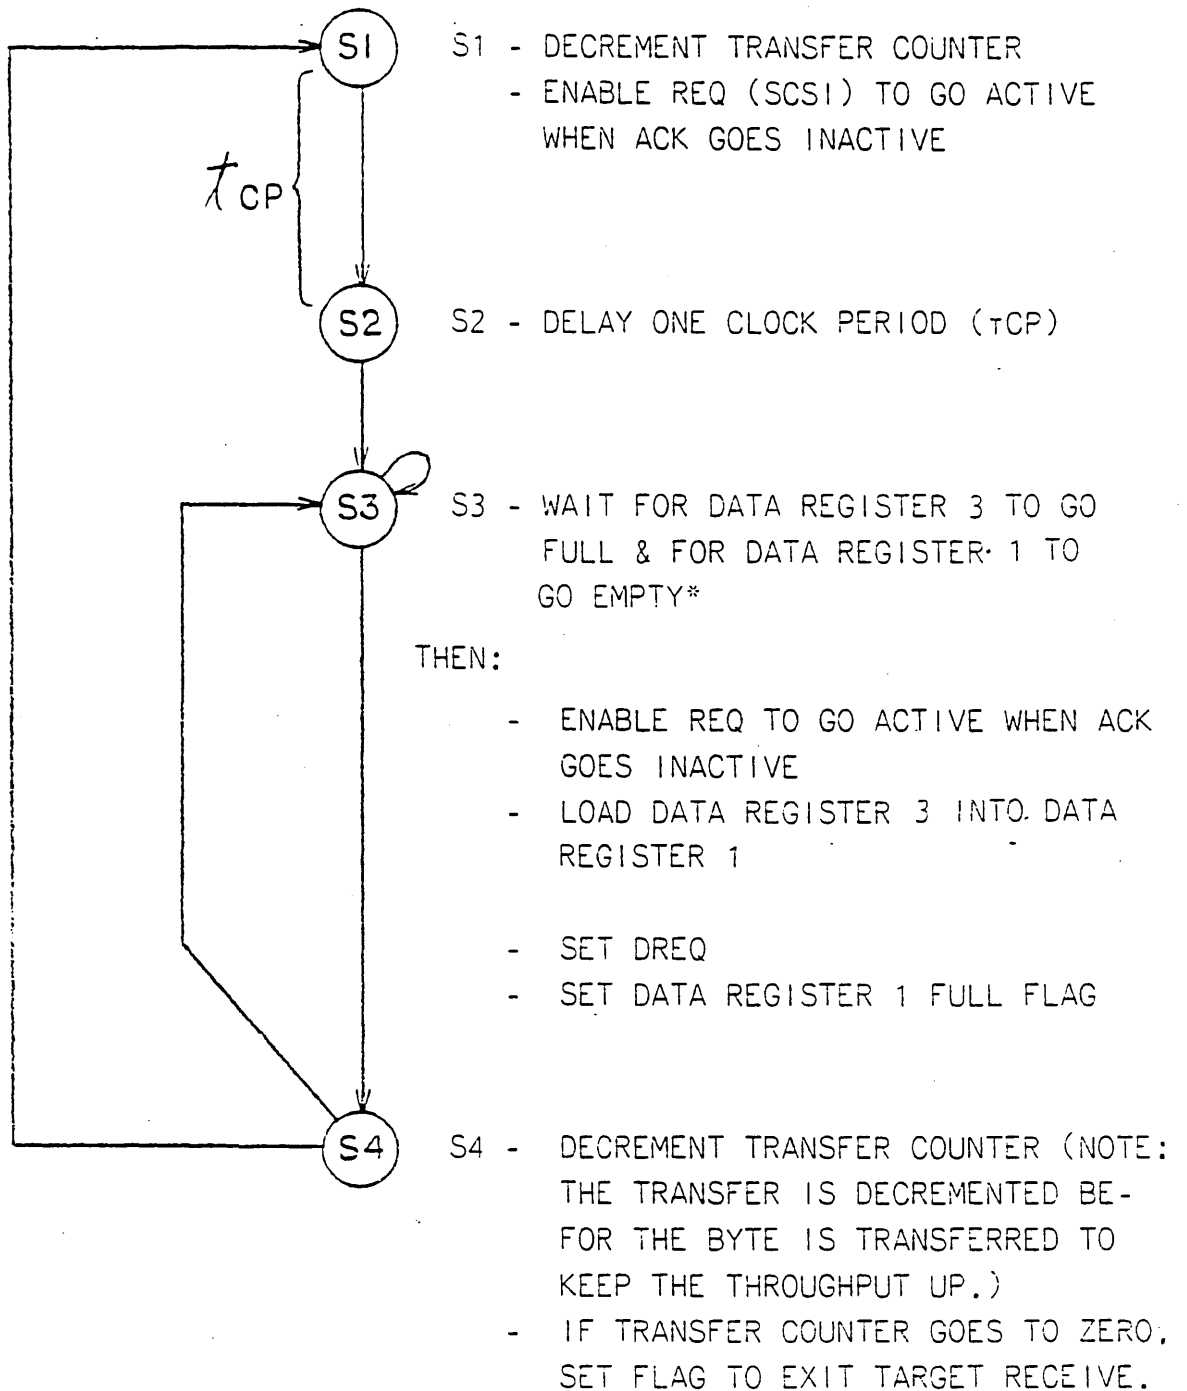 S1
S1 - DECREMENT TRANSFER COUNTER
- ENABLE REQ (SCSI) TO GO ACTIVE
WHEN ACK GOES INACTIVE
tCP
S2
S2 - DELAY ONE CLOCK PERIOD (τCP)
S3
S3 - WAIT FOR DATA REGISTER 3 TO GO
FULL & FOR DATA REGISTER 1 TO
GO EMPTY*
THEN:
- ENABLE REQ TO GO ACTIVE WHEN ACK
GOES INACTIVE
- LOAD DATA REGISTER 3 INTO DATA
REGISTER 1
- SET DREQ
- SET DATA REGISTER 1 FULL FLAG
S4
S4 - DECREMENT TRANSFER COUNTER (NOTE:
THE TRANSFER IS DECREMENTED BE-
FOR THE BYTE IS TRANSFERRED TO
KEEP THE THROUGHPUT UP.)
- IF TRANSFER COUNTER GOES TO ZERO,
SET FLAG TO EXIT TARGET RECEIVE.